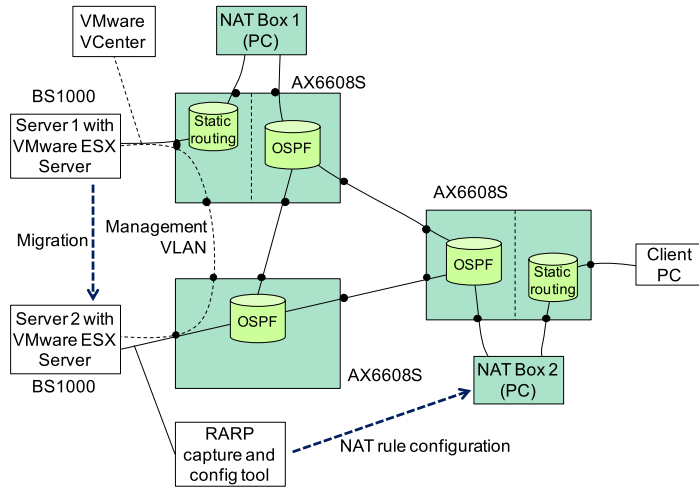 VMware
VCenter
NAT Box 1
(PC)
AX6608S
BS1000
Server 1 with
VMware ESX
Server
Static
routing
OSPF
Migration
Management
VLAN
AX6608S
OSPF
Static
routing
Client
PC
Server 2 with
VMware ESX
Server
BS1000
OSPF
AX6608S
NAT Box 2
(PC)
RARP
capture and
config tool
NAT rule configuration